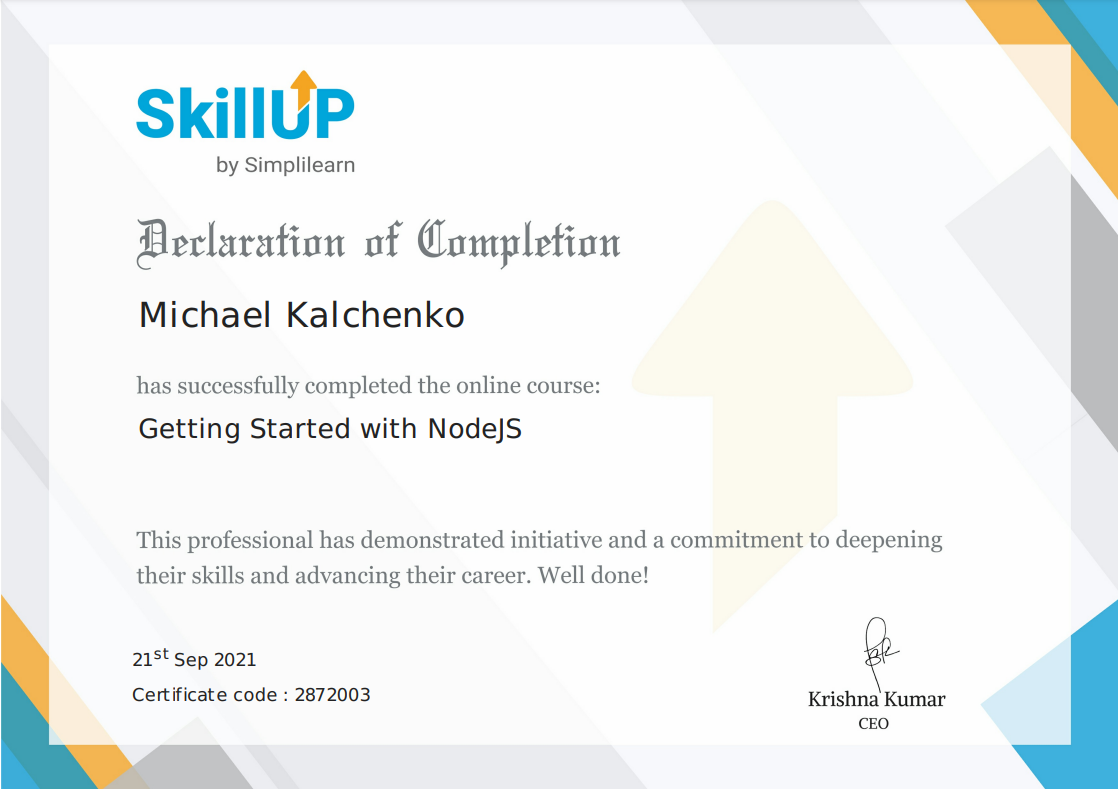 SkillUP
by Simplilearn
Declaration of Completion
Michael Kalchenko
has successfully completed the online course:
Getting Started with NodeJS
This professional has demonstrated initiative and a commitment to deepening
their skills and advancing their career. Well done!
21st Sep 2021
Certificate code : 2872003
Krishna Kumar
CEO